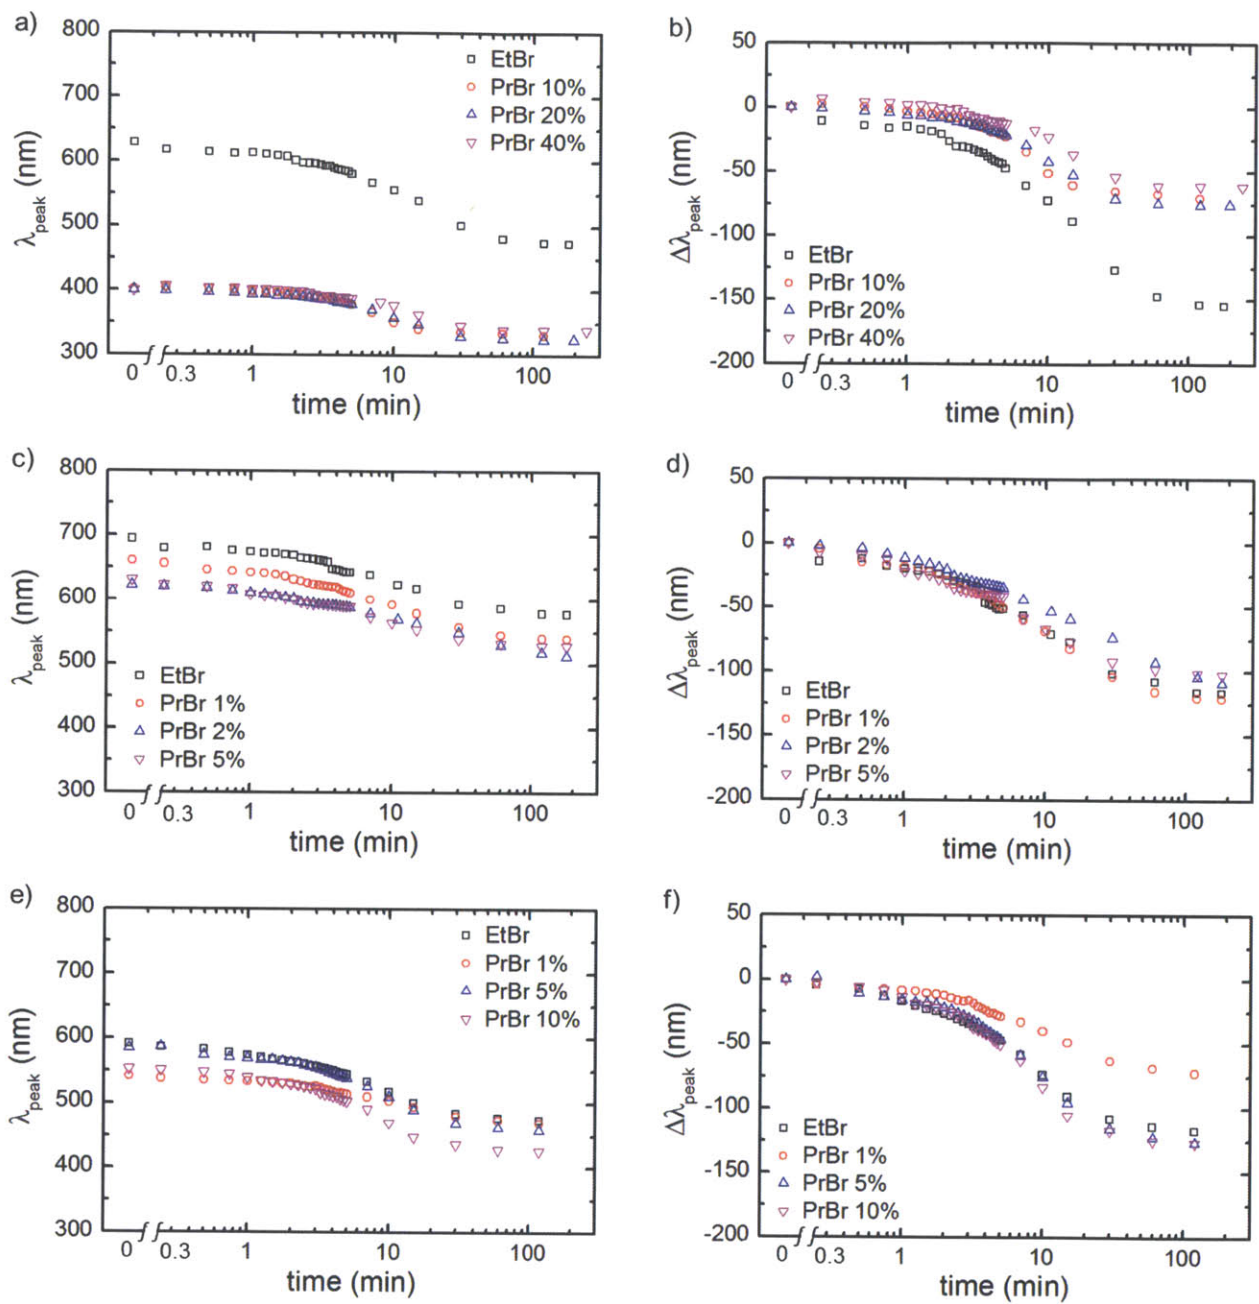 a)
800
700
600
500
400
300
λpeak (nm)
EtBr
PrBr 10%
PrBr 20%
PrBr 40%
0
0.3
1
10
100
time (min)
b)
50
0
-50
-100
-150
-200
Δλpeak (nm)
EtBr
PrBr 10%
PrBr 20%
PrBr 40%
0
0.3
1
10
100
time (min)
c)
800
700
600
500
400
300
λpeak (nm)
EtBr
PrBr 1%
PrBr 2%
PrBr 5%
0
0.3
1
10
100
time (min)
d)
50
0
-50
-100
-150
-200
Δλpeak (nm)
EtBr
PrBr 1%
PrBr 2%
PrBr 5%
0
0.3
1
10
100
time (min)
e)
800
700
600
500
400
300
λpeak (nm)
EtBr
PrBr 1%
PrBr 5%
PrBr 10%
0
0.3
1
10
100
time (min)
f)
50
0
-50
-100
-150
-200
Δλpeak (nm)
EtBr
PrBr 1%
PrBr 5%
PrBr 10%
0
0.3
1
10
100
time (min)